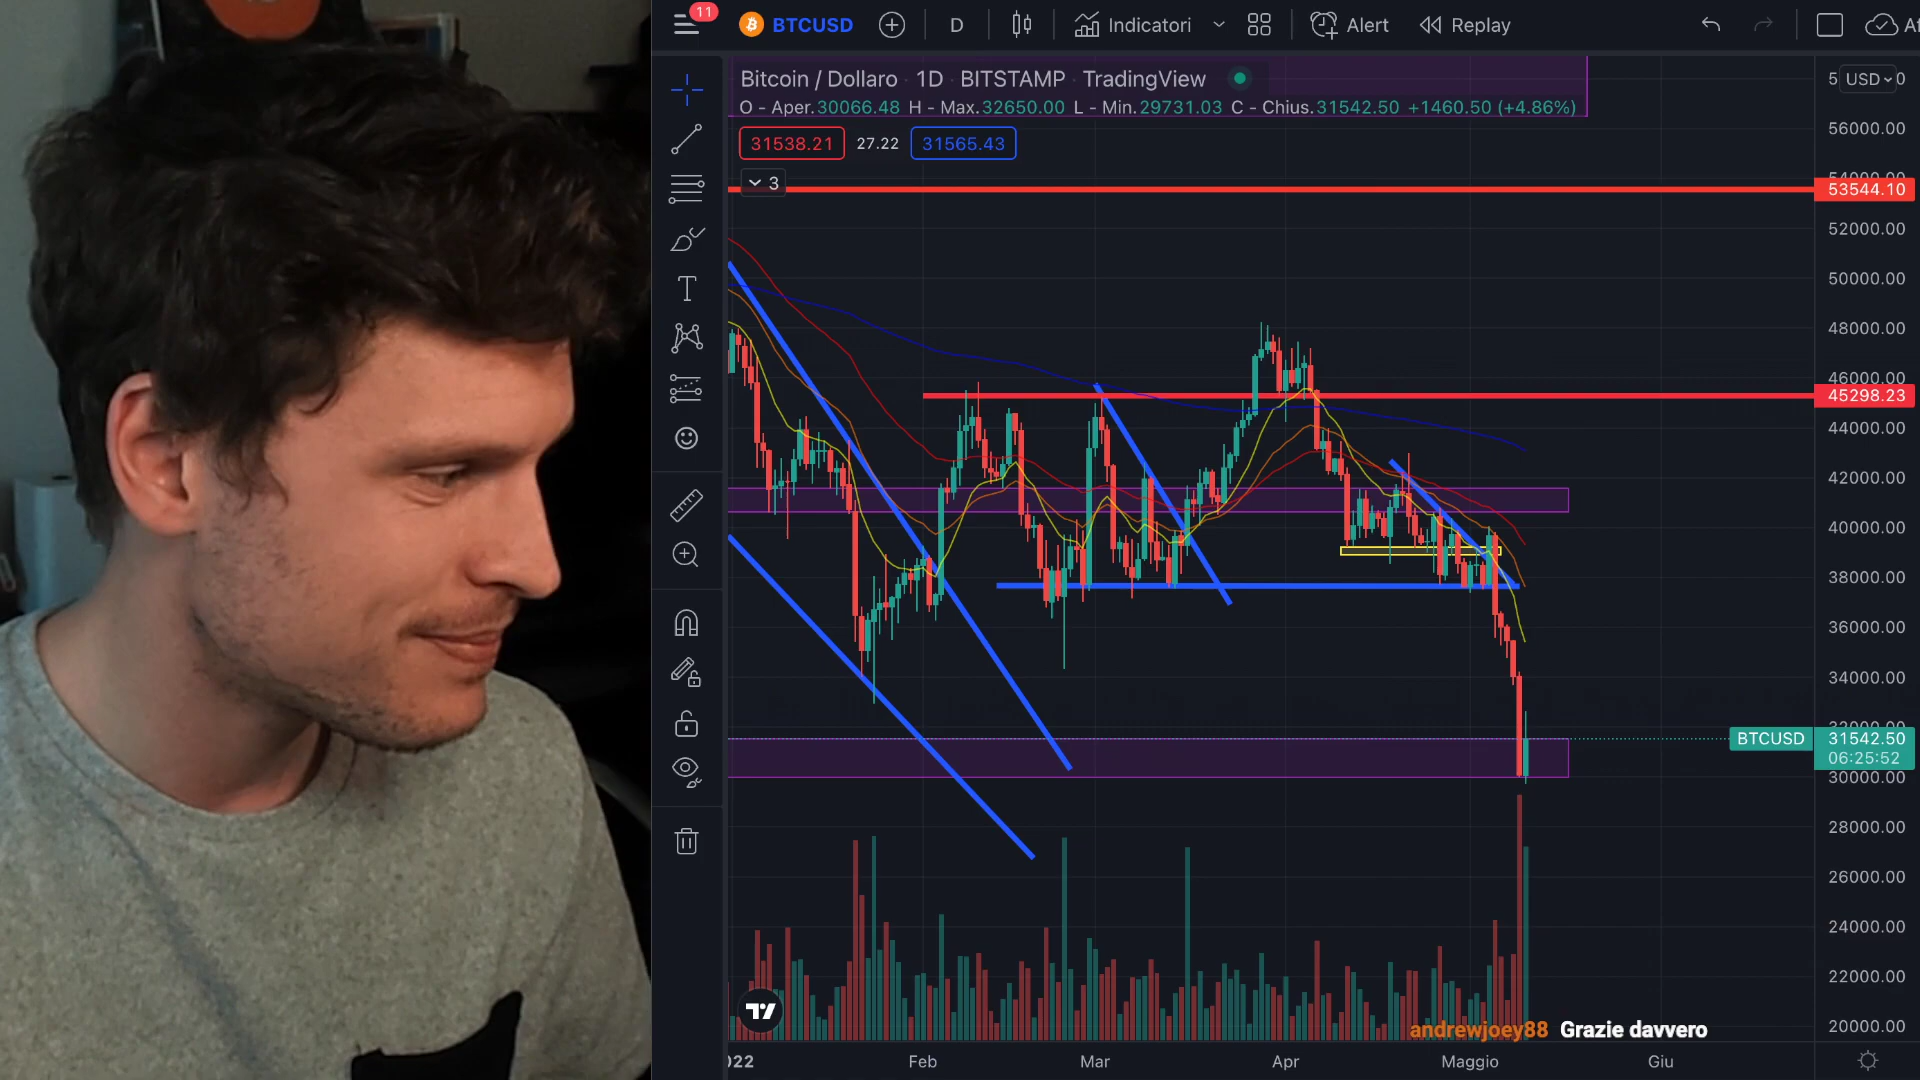 11
BTCUSD D Indicatori Alert Replay
Bitcoin / Dollaro · 1D · BITSTAMP · TradingView
O - Aper.30066.48 H - Max.32650.00 L - Min.29731.03 C - Chius.31542.50 +1460.50 (+4.86%)
31538.21 27.22 31565.43
3
USD
56000.00
53544.10
52000.00
50000.00
48000.00
46000.00
45298.23
44000.00
42000.00
40000.00
38000.00
36000.00
34000.00
32000.00
BTCUSD 31542.50
06:25:52
30000.00
28000.00
26000.00
24000.00
22000.00
20000.00
andrewjoey88 Grazie davvero
Feb Mar Apr Maggio Giu